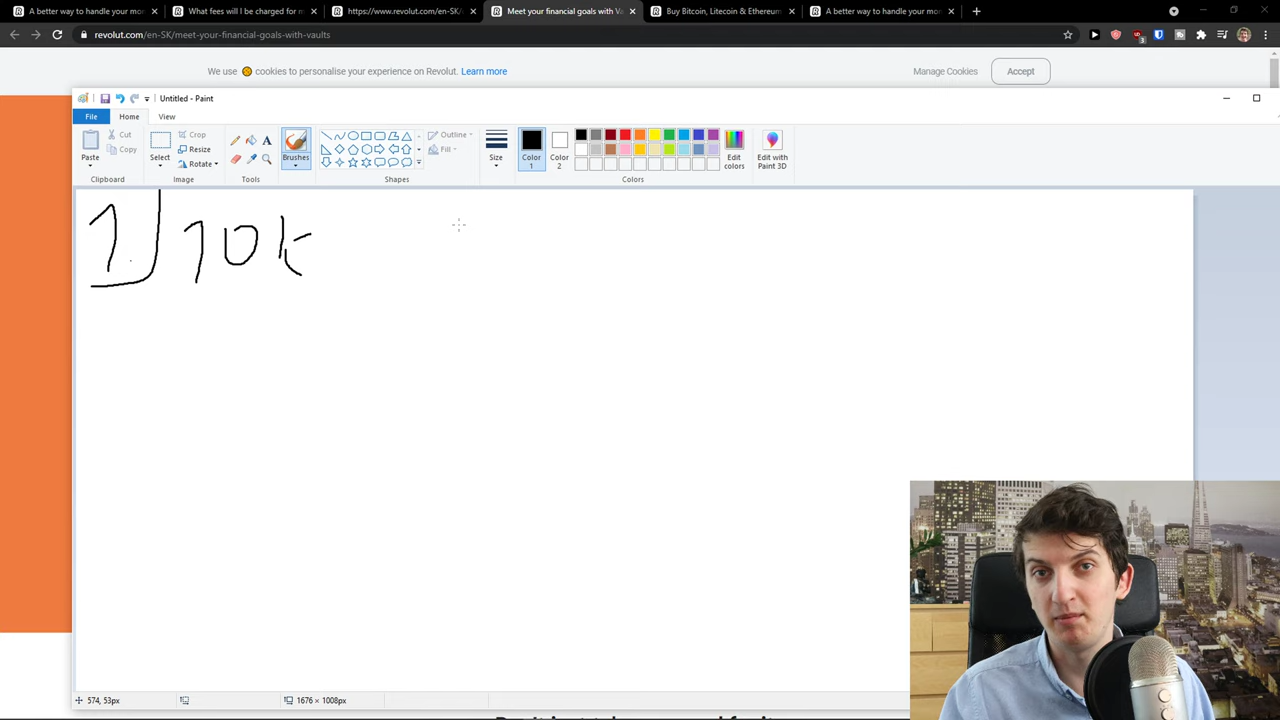 A better way to handle your mon
What fees will I be charged for m
https://www.revolut.com/en-SK/
Meet your financial goals with Va
Buy Bitcoin, Litecoin & Ethereum
A better way to handle your mon
revolut.com/en-SK/meet-your-financial-goals-with-vaults
3
We use cookies to personalise your experience on Revolut. Learn more
Manage Cookies
Accept
Untitled - Paint
File Home View
Paste
Cut
Copy
Clipboard
Select
Crop
Resize
Rotate
Image
Tools
Brushes
Shapes
Outline
Fill
Size
Color 1
Color 2
Edit colors
Colors
Edit with Paint 3D
1. 10k
574, 53px
1676 × 1008px